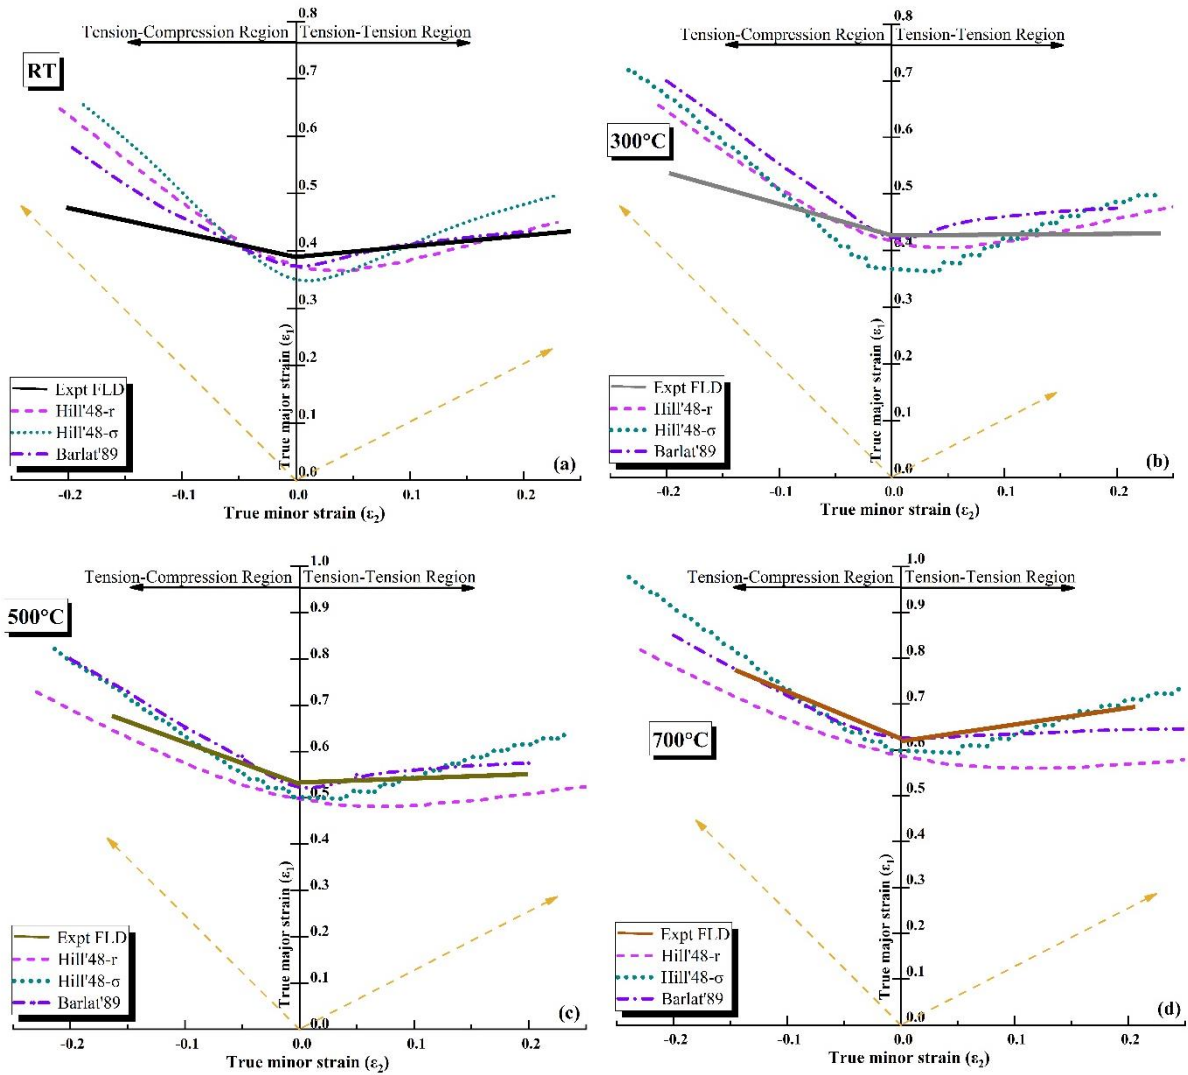 0.8
Tension-Compression Region Tension-Tension Region
RT
0.7
0.6
0.5
0.4
0.3
0.2
0.1
0.0
True major strain (ε1)
Expt FLD
Hill'48-r
Hill'48-σ
Barlat'89
(a)
-0.2 -0.1 0.0 0.1 0.2
True minor strain (ε2)
0.8
Tension-Compression Region Tension-Tension Region
0.7
0.6
300°C
0.5
0.4
0.3
0.2
0.1
0.0
True major strain (ε1)
Expt FLD
Hill'48-r
Hill'48-σ
Barlat'89
(b)
-0.2 -0.1 0.0 0.1 0.2
True minor strain (ε2)
1.0
Tension-Compression Region Tension-Tension Region
500°C
0.9
0.8
0.7
0.6
0.5
0.4
0.3
0.2
0.1
0.0
True major strain (ε1)
Expt FLD
Hill'48-r
Hill'48-σ
Barlat'89
(c)
-0.2 -0.1 0.0 0.1 0.2
True minor strain (ε2)
1.0
Tension-Compression Region Tension-Tension Region
0.9
0.8
0.7
700°C
0.6
0.5
0.4
0.3
0.2
0.1
0.0
True major strain (ε1)
Expt FLD
Hill'48-r
Hill'48-σ
Barlat'89
(d)
-0.2 -0.1 0.0 0.1 0.2
True minor strain (ε2)